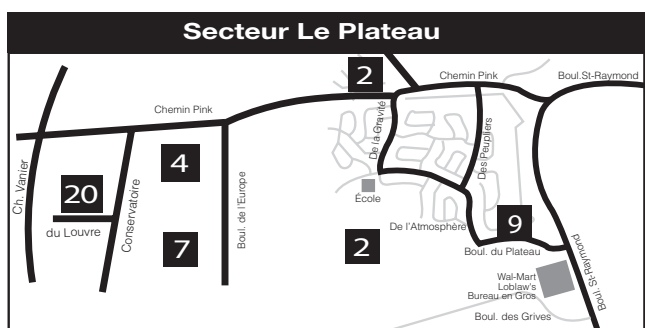 Secteur Le Plateau
2
Chemin Pink
Boul.St-Raymond
Chemin Pink
De la Gravité
Des Peupliers
4
Ch. Vanier
20
Conservatoire
Boul. de l'Europe
École
du Louvre
7
2
De l'Atmosphère
9
Boul. du Plateau
Boul. St-Raymond
Wal-Mart
Loblaw's
Bureau en Gros
Boul. des Grives